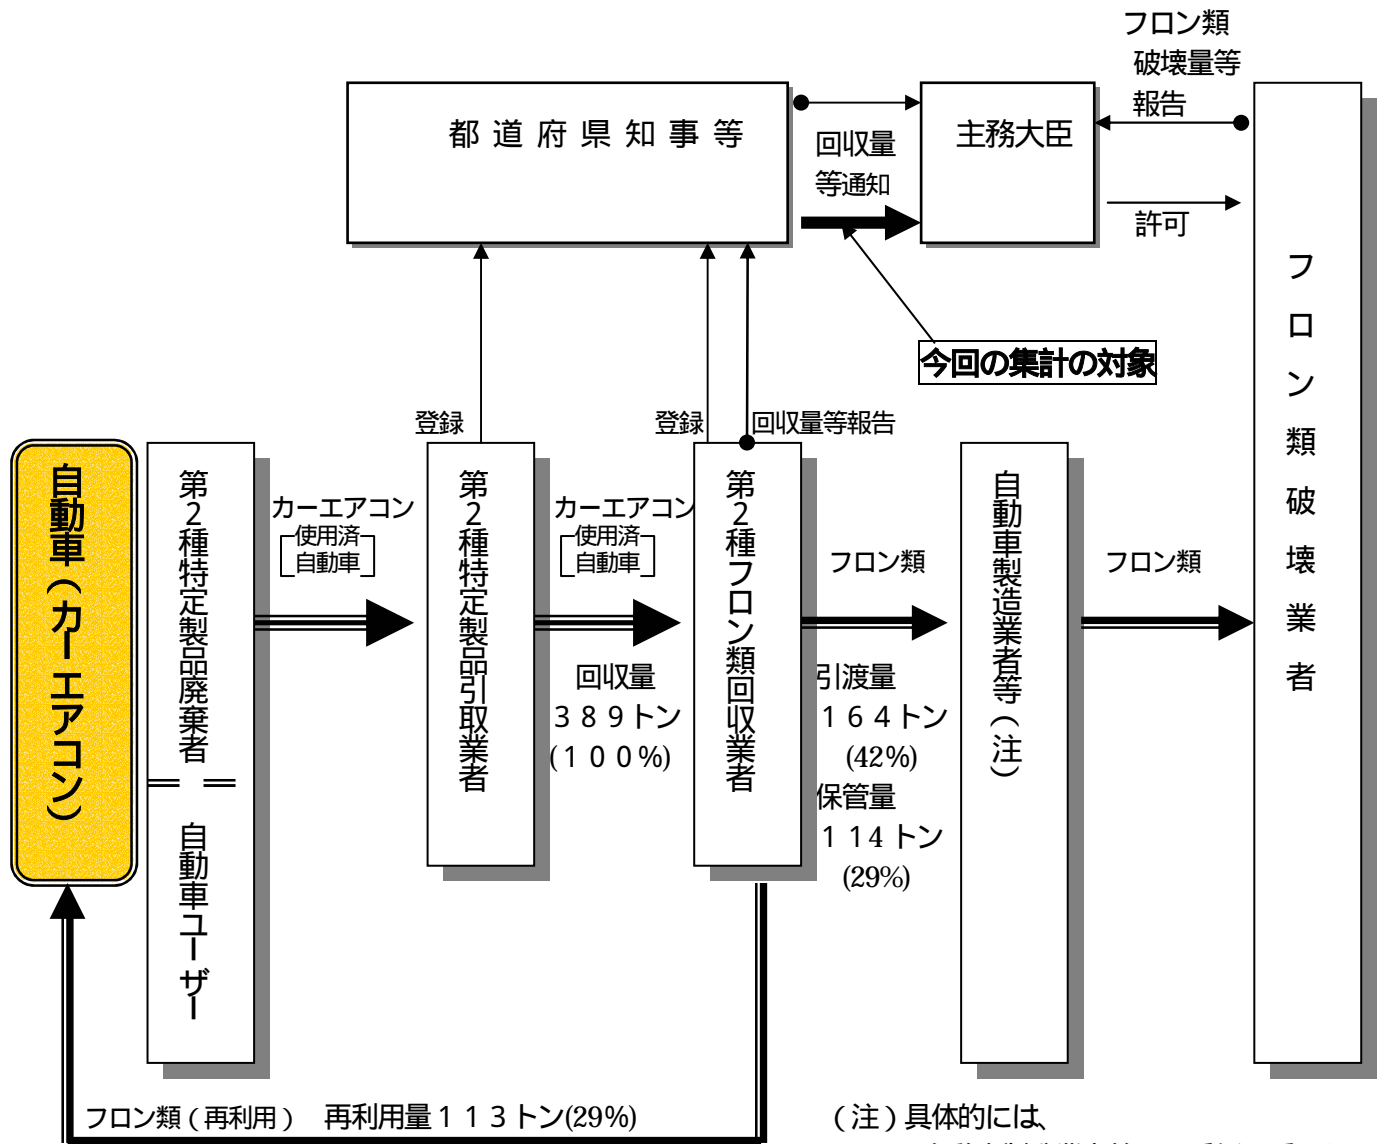 フロン類
破壊量等
報告
都道府県知事等
回収量
等通知
主務大臣
許可
今回の集計の対象
フロン類破壊業者
登録
登録
回収量等報告
自動車(カーエアコン)
第2種特定製品廃棄者
自動車ユーザー
カーエアコン
使用済
自動車
第2種特定製品引取業者
カーエアコン
使用済
自動車
回収量
389トン
(100%)
第2種フロン類回収業者
フロン類
引渡量
164トン
(42%)
保管量
114トン
(29%)
自動車製造業者等(注)
フロン類
フロン類(再利用) 再利用量113トン(29%)
(注)具体的には、